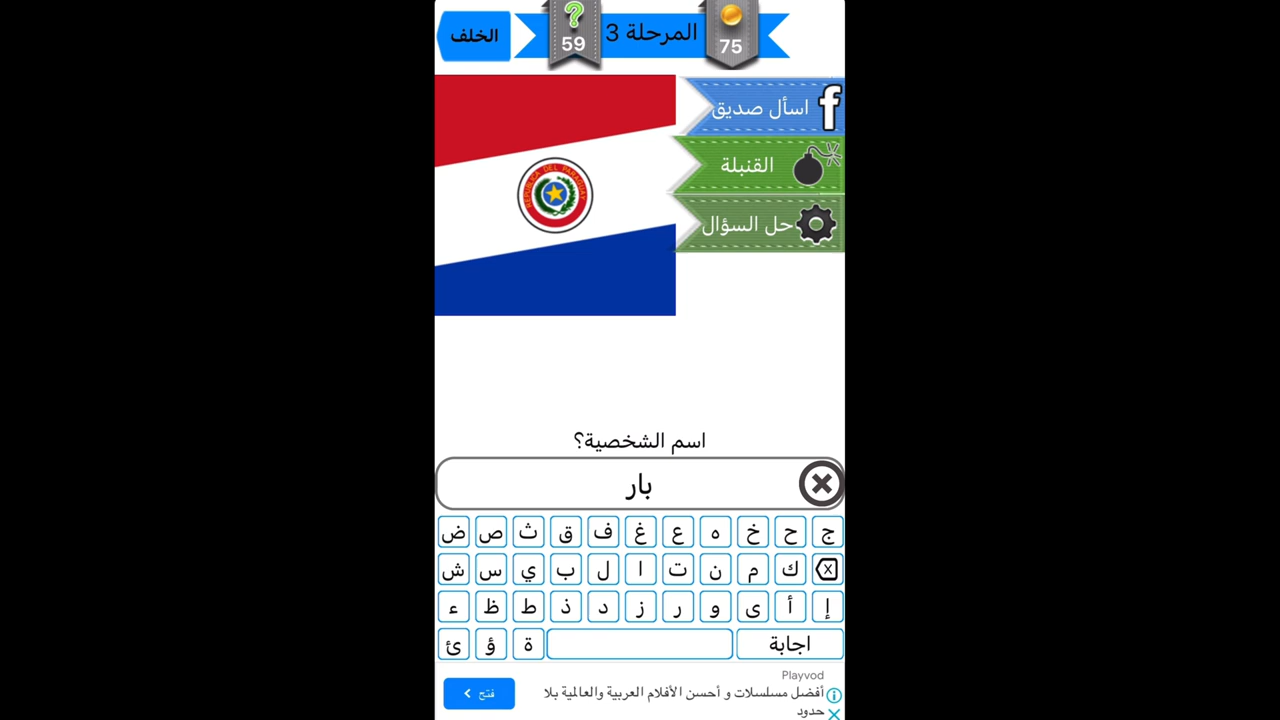 الخلف
59
المرحلة 3
75
اسأل صديق
f
القنبلة
حل السؤال
REPUBLICA DEL PARAGUAY
اسم الشخصية؟
بار
ض ص ث ق ف غ ع ه خ ح ج
ش س ي ب ل ا ت ن م ك
ء ظ ط ذ د ز ر و ى أ إ
ئ ؤ ة اجابة
Playvod
أفضل مسلسلات و أحسن الأفلام العربية والعالمية بلا
حدود
فتح